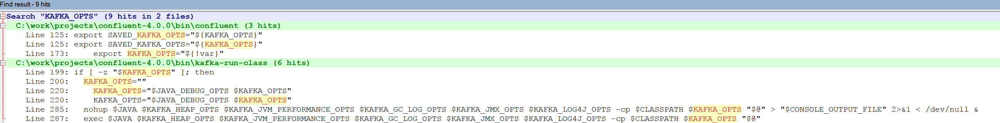 Find result - 9 hits
Search "KAFKA_OPTS" (9 hits in 2 files)
C:\work\projects\confluent-4.0.0\bin\confluent (3 hits)
Line 125: export SAVED_KAFKA_OPTS="${KAFKA_OPTS}"
Line 125: export SAVED_KAFKA_OPTS="${KAFKA_OPTS}"
Line 173:     export KAFKA_OPTS="${!var}"
C:\work\projects\confluent-4.0.0\bin\kafka-run-class (6 hits)
Line 199: if [ -z "$KAFKA_OPTS" ]; then
Line 200:   KAFKA_OPTS=""
Line 220:     KAFKA_OPTS="$JAVA_DEBUG_OPTS $KAFKA_OPTS"
Line 220:     KAFKA_OPTS="$JAVA_DEBUG_OPTS $KAFKA_OPTS"
Line 285:   nohup $JAVA $KAFKA_HEAP_OPTS $KAFKA_JVM_PERFORMANCE_OPTS $KAFKA_GC_LOG_OPTS $KAFKA_JMX_OPTS $KAFKA_LOG4J_OPTS -cp $CLASSPATH $KAFKA_OPTS "$@" > "$CONSOLE_OUTPUT_FILE" 2>&1 < /dev/null &
Line 287:   exec $JAVA $KAFKA_HEAP_OPTS $KAFKA_JVM_PERFORMANCE_OPTS $KAFKA_GC_LOG_OPTS $KAFKA_JMX_OPTS $KAFKA_LOG4J_OPTS -cp $CLASSPATH $KAFKA_OPTS "$@"